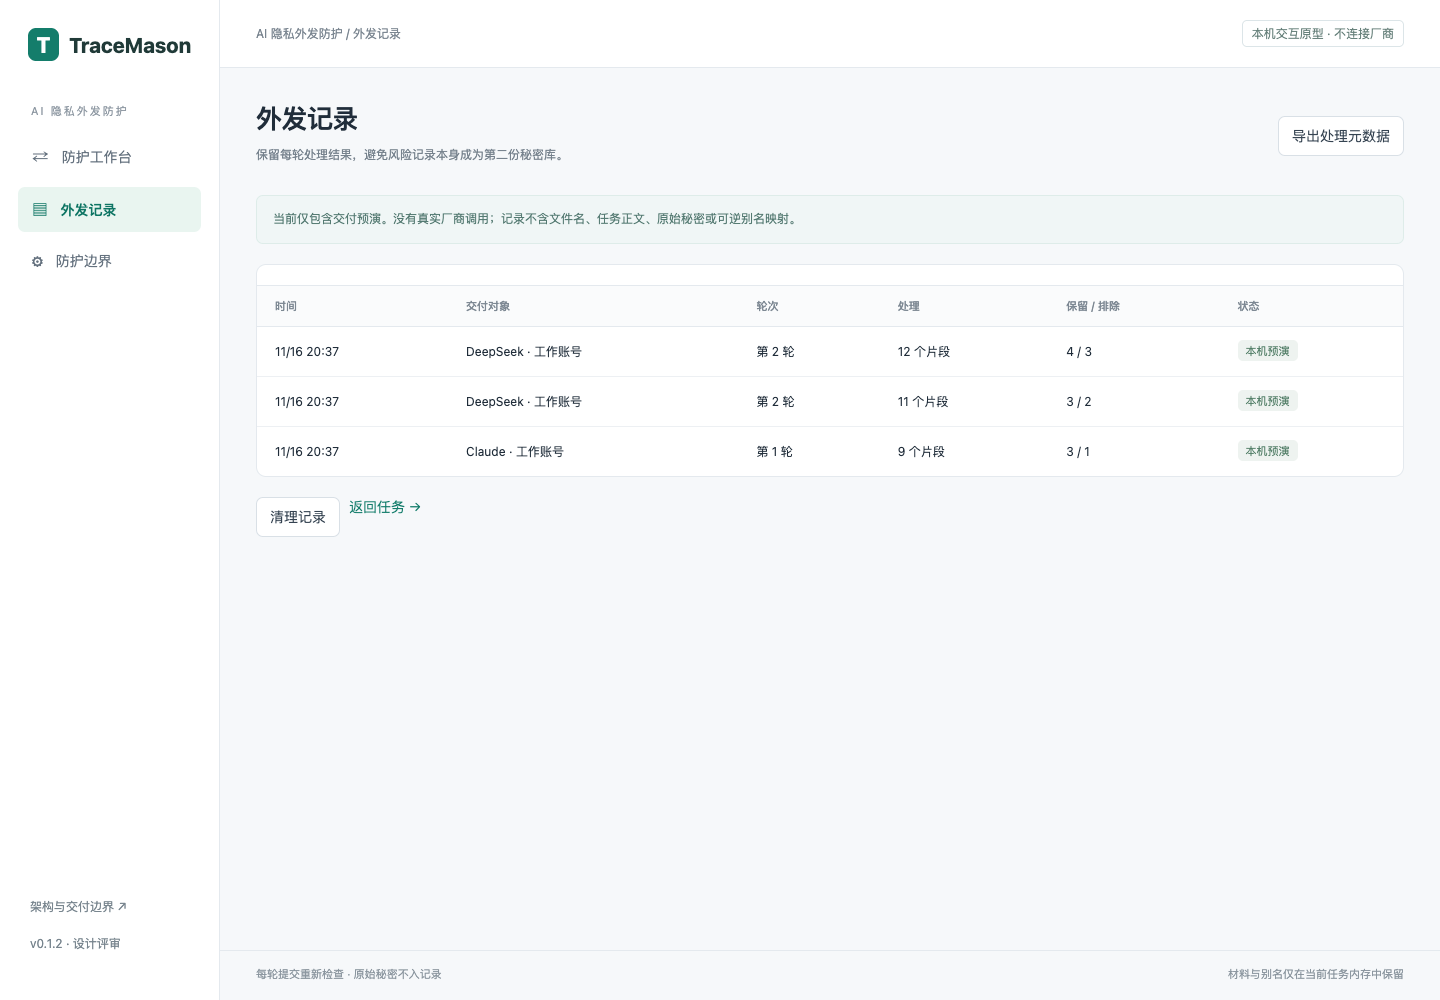 T TraceMason
AI 隐私外发防护
防护工作台
外发记录
防护边界
架构与交付边界 ↗
v0.1.2 · 设计评审
AI 隐私外发防护 / 外发记录
本机交互原型 · 不连接厂商
外发记录
保留每轮处理结果，避免风险记录本身成为第二份秘密库。
导出处理元数据
当前仅包含交付预演。没有真实厂商调用；记录不含文件名、任务正文、原始秘密或可逆别名映射。
时间 交付对象 轮次 处理 保留 / 排除 状态
11/16 20:37 DeepSeek · 工作账号 第 2 轮 12 个片段 4 / 3 本机预演
11/16 20:37 DeepSeek · 工作账号 第 2 轮 11 个片段 3 / 2 本机预演
11/16 20:37 Claude · 工作账号 第 1 轮 9 个片段 3 / 1 本机预演
清理记录 返回任务 →
每轮提交重新检查 · 原始秘密不入记录
材料与别名仅在当前任务内存中保留